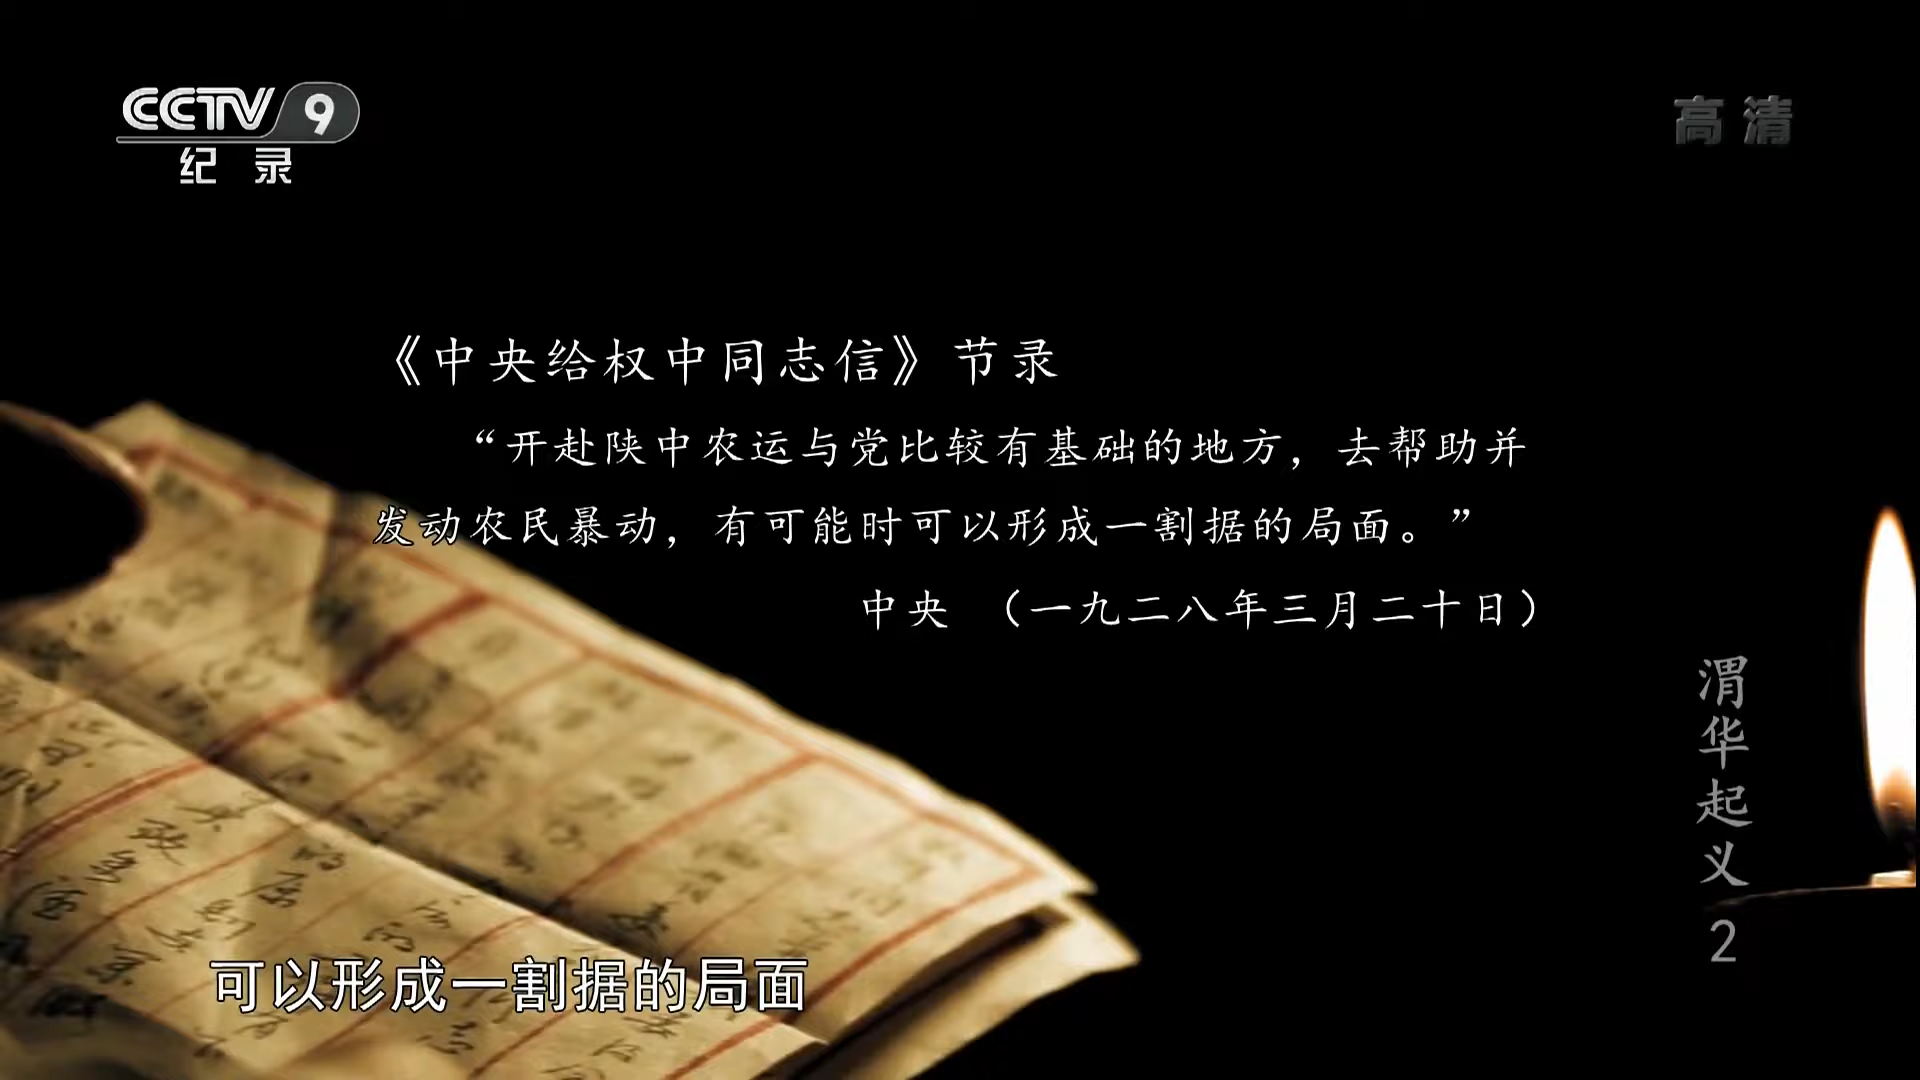 CCTV 9
纪录
高清
《中央给权中同志信》节录
“开赴陕中农运与党比较有基础的地方，去帮助并
发动农民暴动，有可能时可以形成一割据的局面。”
中央 （一九二八年三月二十日）
渭华起义2
可以形成一割据的局面